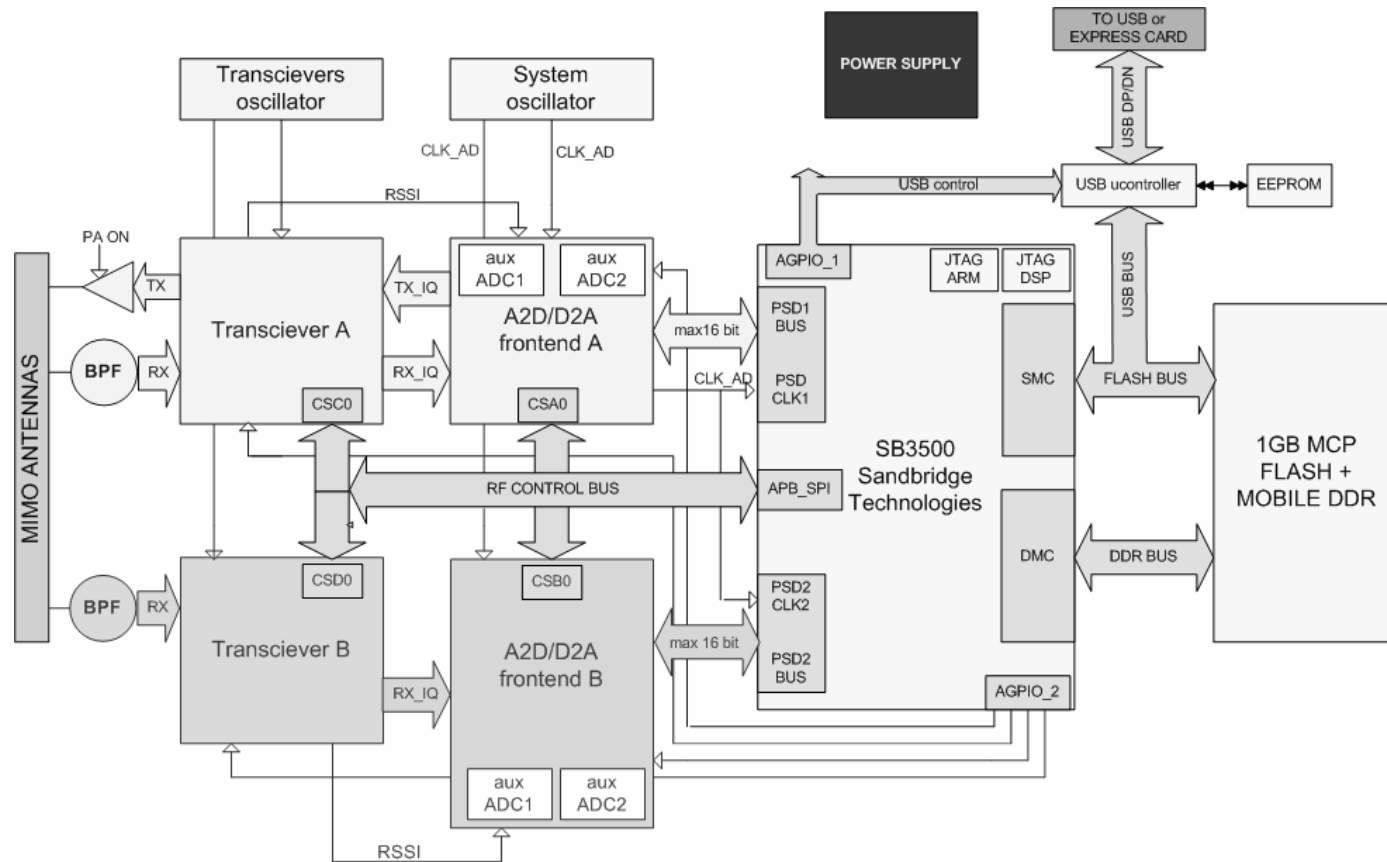 TO USB or
EXPRESS CARD
POWER SUPPLY
Transcievers
oscillator
System
oscillator
USB DP/DN
CLK_AD
CLK_AD
USB control
USB ucontroller
EEPROM
RSSI
PA ON
aux
ADC1
aux
ADC2
AGPIO_1
JTAG
ARM
JTAG
DSP
USB BUS
TX
TX_IQ
Transciever A
A2D/D2A
frontend A
max16 bit
PSD1
BUS
BPF
RX
RX_IQ
CLK_AD
PSD
CLK1
SMC
FLASH BUS
CSC0
CSA0
MIMO ANTENNAS
SB3500
Sandbridge
Technologies
1GB MCP
FLASH +
MOBILE DDR
RF CONTROL BUS
APB_SPI
DMC
DDR BUS
CSD0
CSB0
PSD2
CLK2
BPF
RX
Transciever B
A2D/D2A
frontend B
max 16 bit
PSD2
BUS
RX_IQ
AGPIO_2
aux
ADC1
aux
ADC2
RSSI